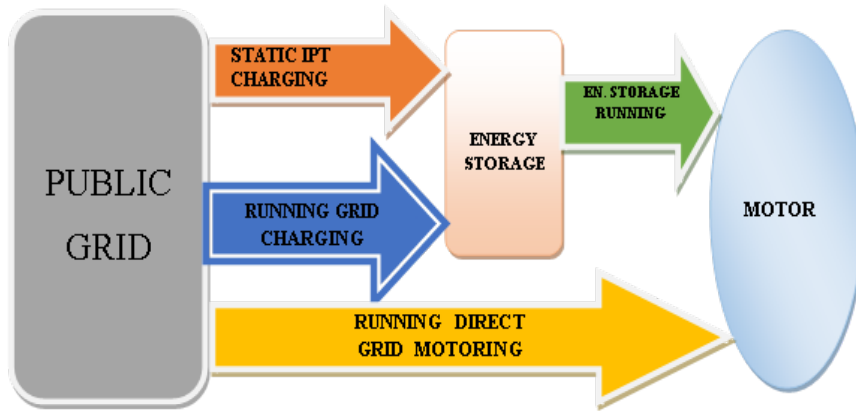 PUBLIC
GRID
STATIC IPT
CHARGING
RUNNING GRID
CHARGING
RUNNING DIRECT
GRID MOTORING
ENERGY
STORAGE
EN. STORAGE
RUNNING
MOTOR